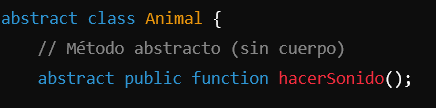 abstract class Animal {
// Método abstracto (sin cuerpo)
abstract public function hacerSonido();